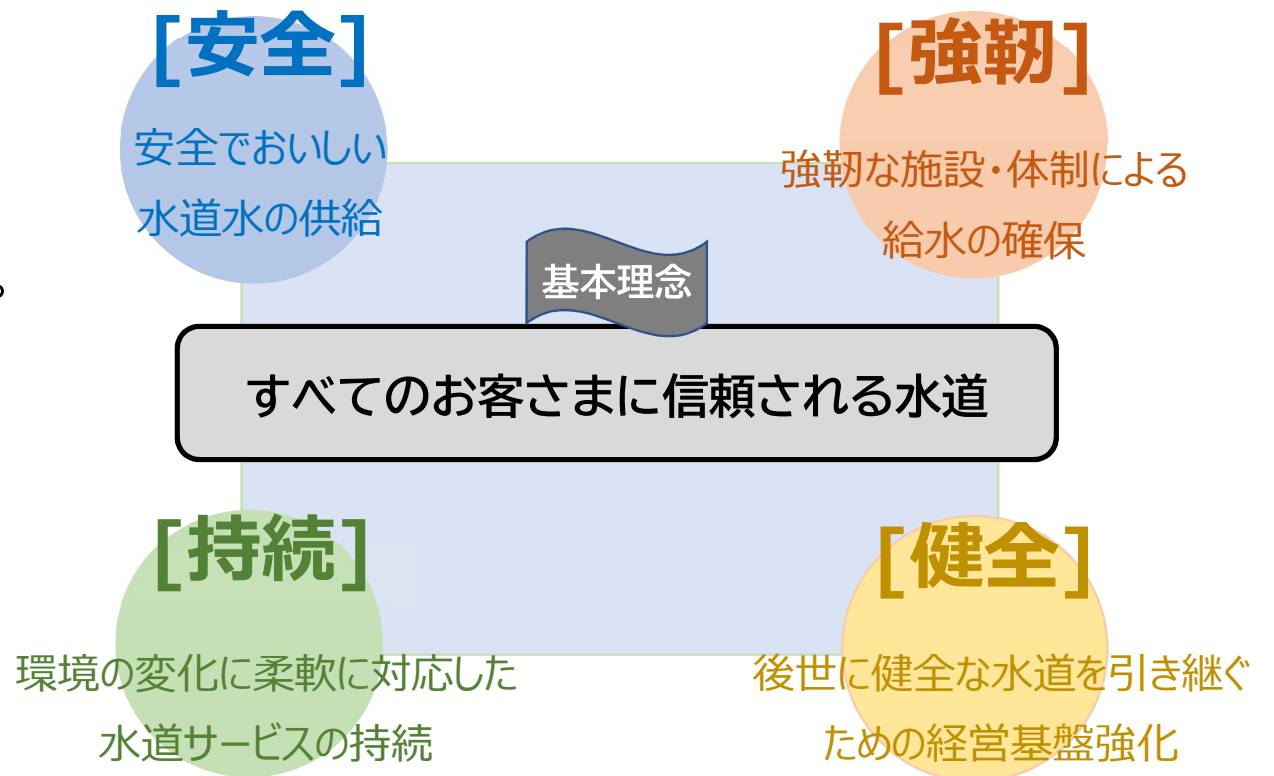 [安全]
安全でおいしい
水道水の供給
[強靭]
強靭な施設・体制による
給水の確保
。
基本理念
すべてのお客さまに信頼される水道
[持続]
環境の変化に柔軟に対応した
水道サービスの持続
[健全]
後世に健全な水道を引き継ぐ
ための経営基盤強化